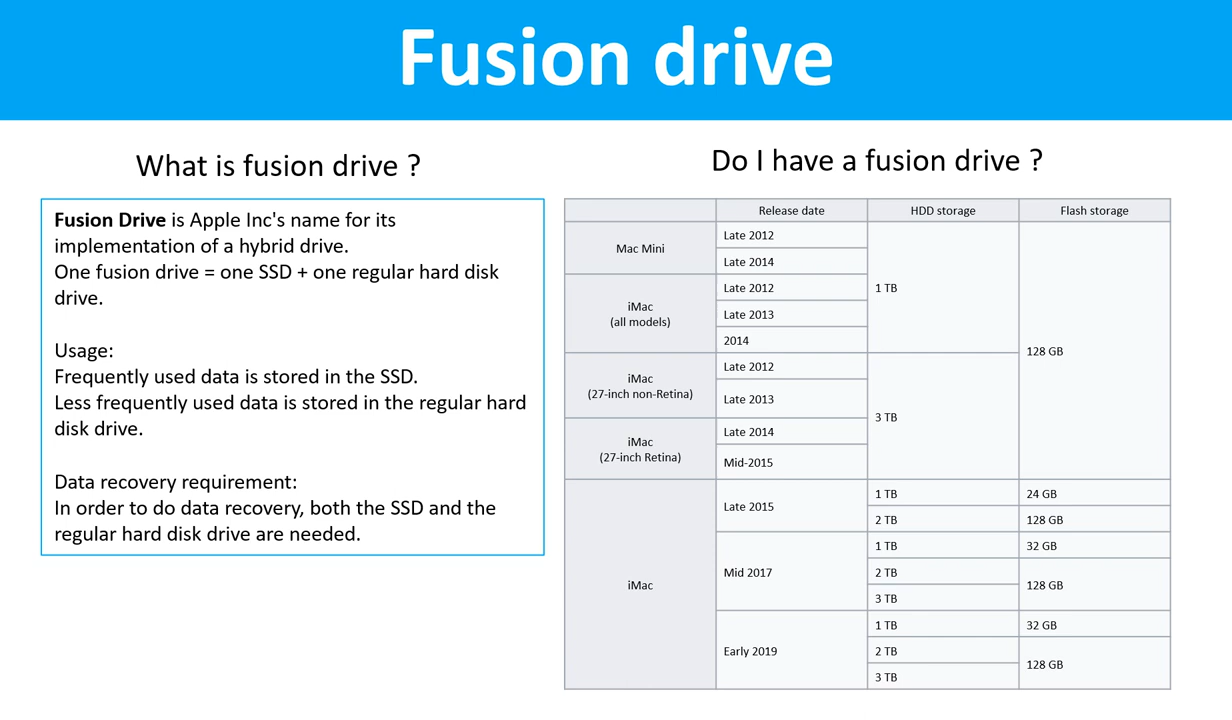 Fusion drive
What is fusion drive ?
Fusion Drive is Apple Inc's name for its
implementation of a hybrid drive.
One fusion drive = one SSD + one regular hard disk
drive.
Usage:
Frequently used data is stored in the SSD.
Less frequently used data is stored in the regular hard
disk drive.
Data recovery requirement:
In order to do data recovery, both the SSD and the
regular hard disk drive are needed.
Do I have a fusion drive ?
Release date HDD storage Flash storage
Mac Mini
Late 2012
Late 2014
1 TB
128 GB
iMac
(all models)
Late 2012
Late 2013
2014
iMac
(27-inch non-Retina)
Late 2012
Late 2013
3 TB
iMac
(27-inch Retina)
Late 2014
Mid-2015
iMac
Late 2015
1 TB 24 GB
2 TB 128 GB
Mid 2017
1 TB 32 GB
2 TB 128 GB
3 TB
Early 2019
1 TB 32 GB
2 TB 128 GB
3 TB